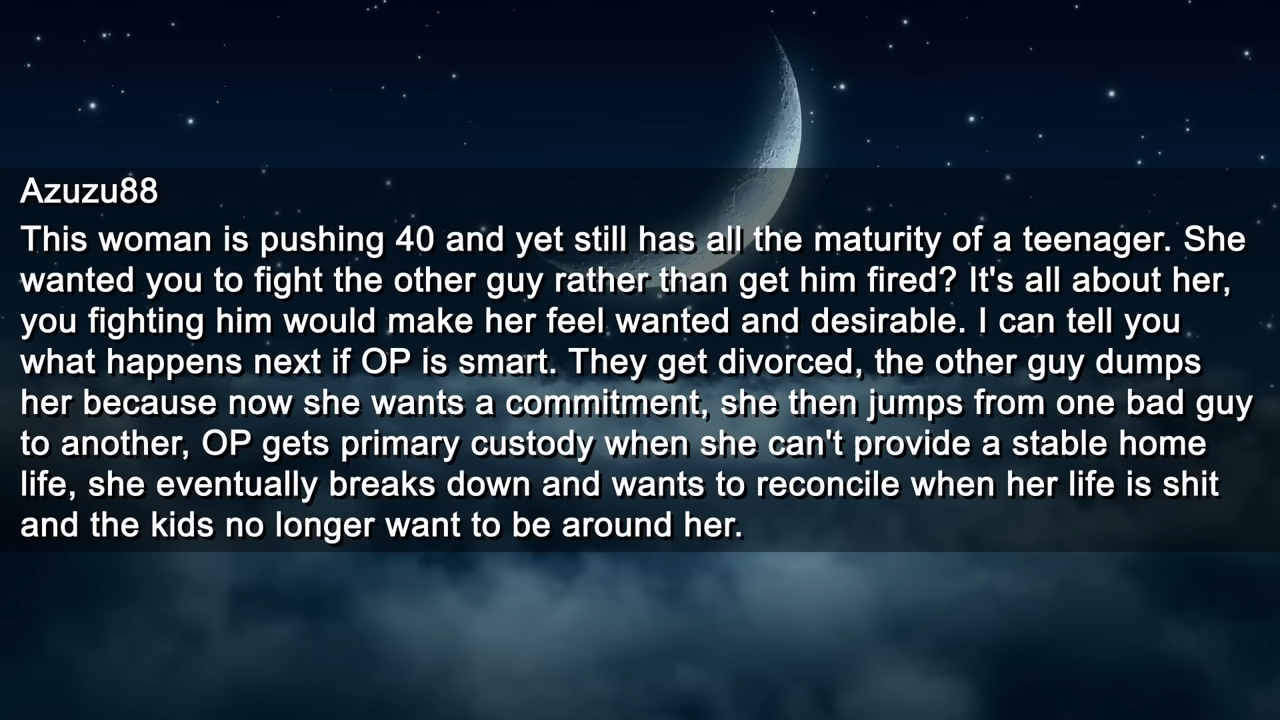 Azuzu88
This woman is pushing 40 and yet still has all the maturity of a teenager. She
wanted you to fight the other guy rather than get him fired? It's all about her,
you fighting him would make her feel wanted and desirable. I can tell you
what happens next if OP is smart. They get divorced, the other guy dumps
her because now she wants a commitment, she then jumps from one bad guy
to another, OP gets primary custody when she can't provide a stable home
life, she eventually breaks down and wants to reconcile when her life is shit
and the kids no longer want to be around her.